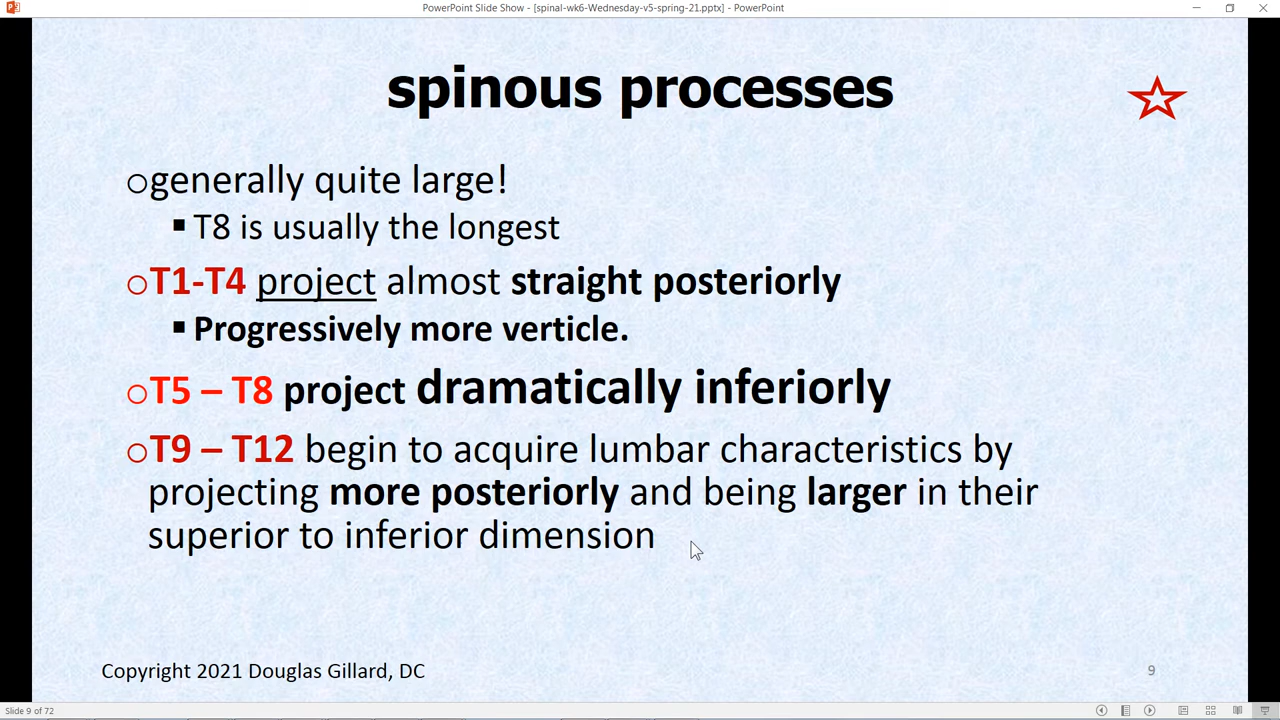 PowerPoint Slide Show - [spinal-wk6-Wednesday-v5-spring-21.pptx] - PowerPoint
spinous processes
generally quite large!
T8 is usually the longest
T1-T4 project almost straight posteriorly
Progressively more verticle.
T5 – T8 project dramatically inferiorly
T9 – T12 begin to acquire lumbar characteristics by
projecting more posteriorly and being larger in their
superior to inferior dimension
Copyright 2021 Douglas Gillard, DC
9
Slide 9 of 72